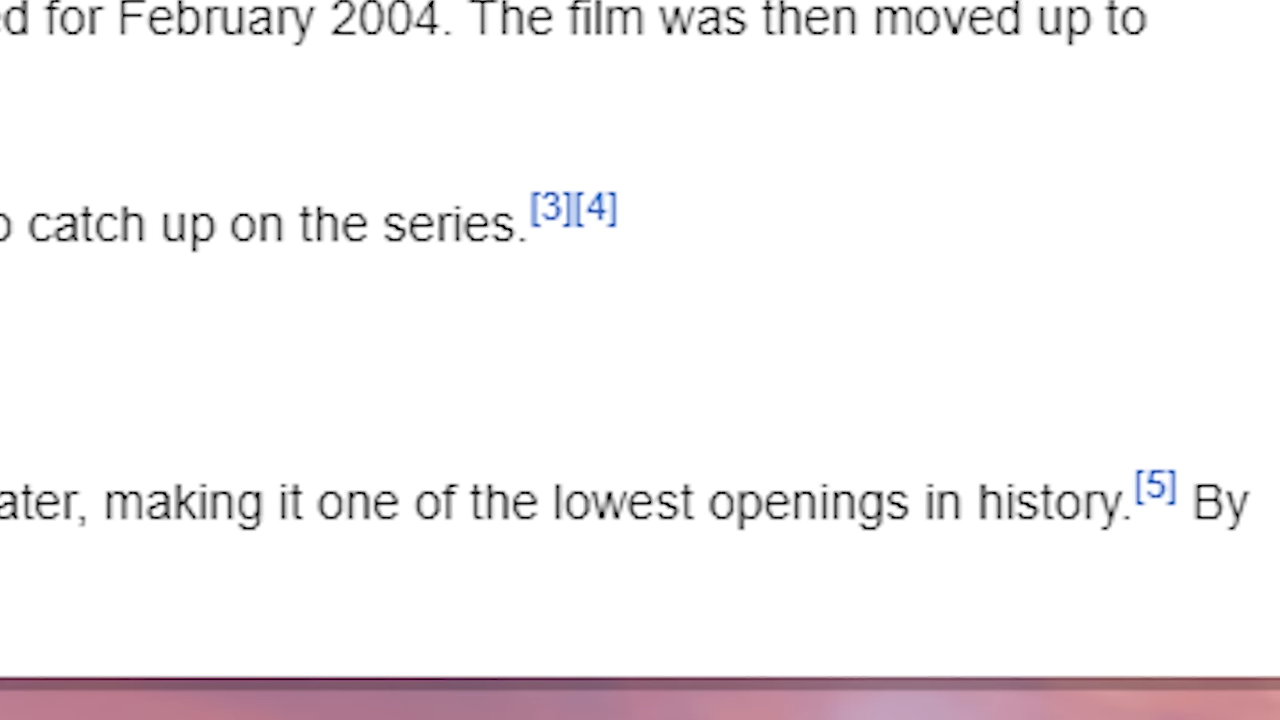 for February 2004. The film was then moved up to
catch up on the series.[3][4]
making it one of the lowest openings in history.[5] By